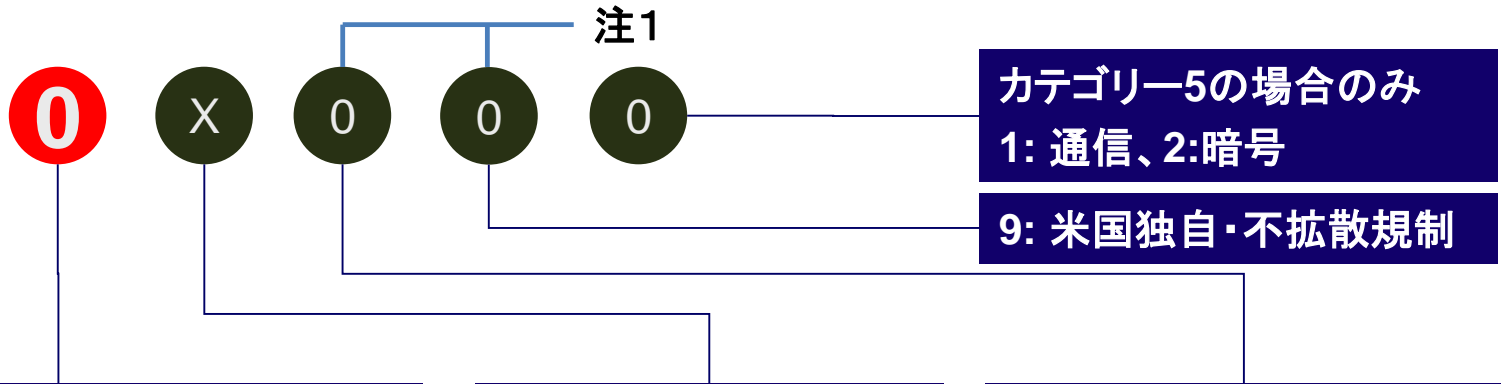 注1
0 X 0 0 0
カテゴリー5の場合のみ
1: 通信、2:暗号
9: 米国独自・不拡散規制